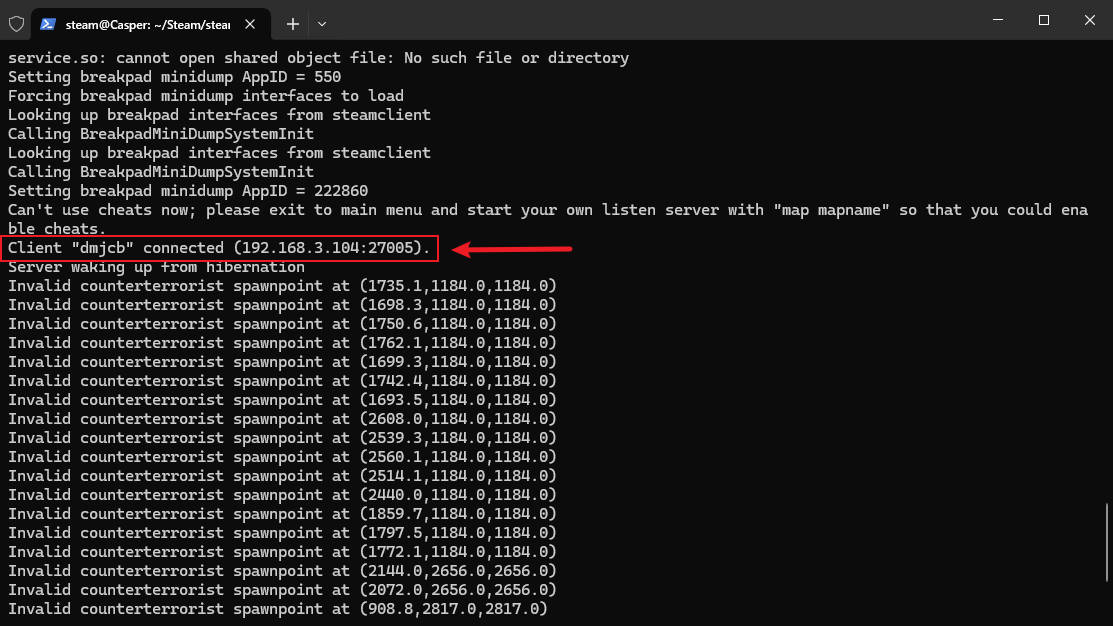 steam@Casper: ~/Steam/stear
service.so: cannot open shared object file: No such file or directory
Setting breakpad minidump AppID = 550
Forcing breakpad minidump interfaces to load
Looking up breakpad interfaces from steamclient
Calling BreakpadMiniDumpSystemInit
Looking up breakpad interfaces from steamclient
Calling BreakpadMiniDumpSystemInit
Setting breakpad minidump AppID = 222860
Can't use cheats now; please exit to main menu and start your own listen server with "map mapname" so that you could ena
ble cheats.
Client "dmjcb" connected (192.168.3.104:27005).
Server waking up from hibernation
Invalid counterterrorist spawnpoint at (1735.1,1184.0,1184.0)
Invalid counterterrorist spawnpoint at (1698.3,1184.0,1184.0)
Invalid counterterrorist spawnpoint at (1750.6,1184.0,1184.0)
Invalid counterterrorist spawnpoint at (1762.1,1184.0,1184.0)
Invalid counterterrorist spawnpoint at (1699.3,1184.0,1184.0)
Invalid counterterrorist spawnpoint at (1742.4,1184.0,1184.0)
Invalid counterterrorist spawnpoint at (1693.5,1184.0,1184.0)
Invalid counterterrorist spawnpoint at (2608.0,1184.0,1184.0)
Invalid counterterrorist spawnpoint at (2539.3,1184.0,1184.0)
Invalid counterterrorist spawnpoint at (2560.1,1184.0,1184.0)
Invalid counterterrorist spawnpoint at (2514.1,1184.0,1184.0)
Invalid counterterrorist spawnpoint at (2440.0,1184.0,1184.0)
Invalid counterterrorist spawnpoint at (1859.7,1184.0,1184.0)
Invalid counterterrorist spawnpoint at (1797.5,1184.0,1184.0)
Invalid counterterrorist spawnpoint at (1772.1,1184.0,1184.0)
Invalid counterterrorist spawnpoint at (2144.0,2656.0,2656.0)
Invalid counterterrorist spawnpoint at (2072.0,2656.0,2656.0)
Invalid counterterrorist spawnpoint at (908.8,2817.0,2817.0)